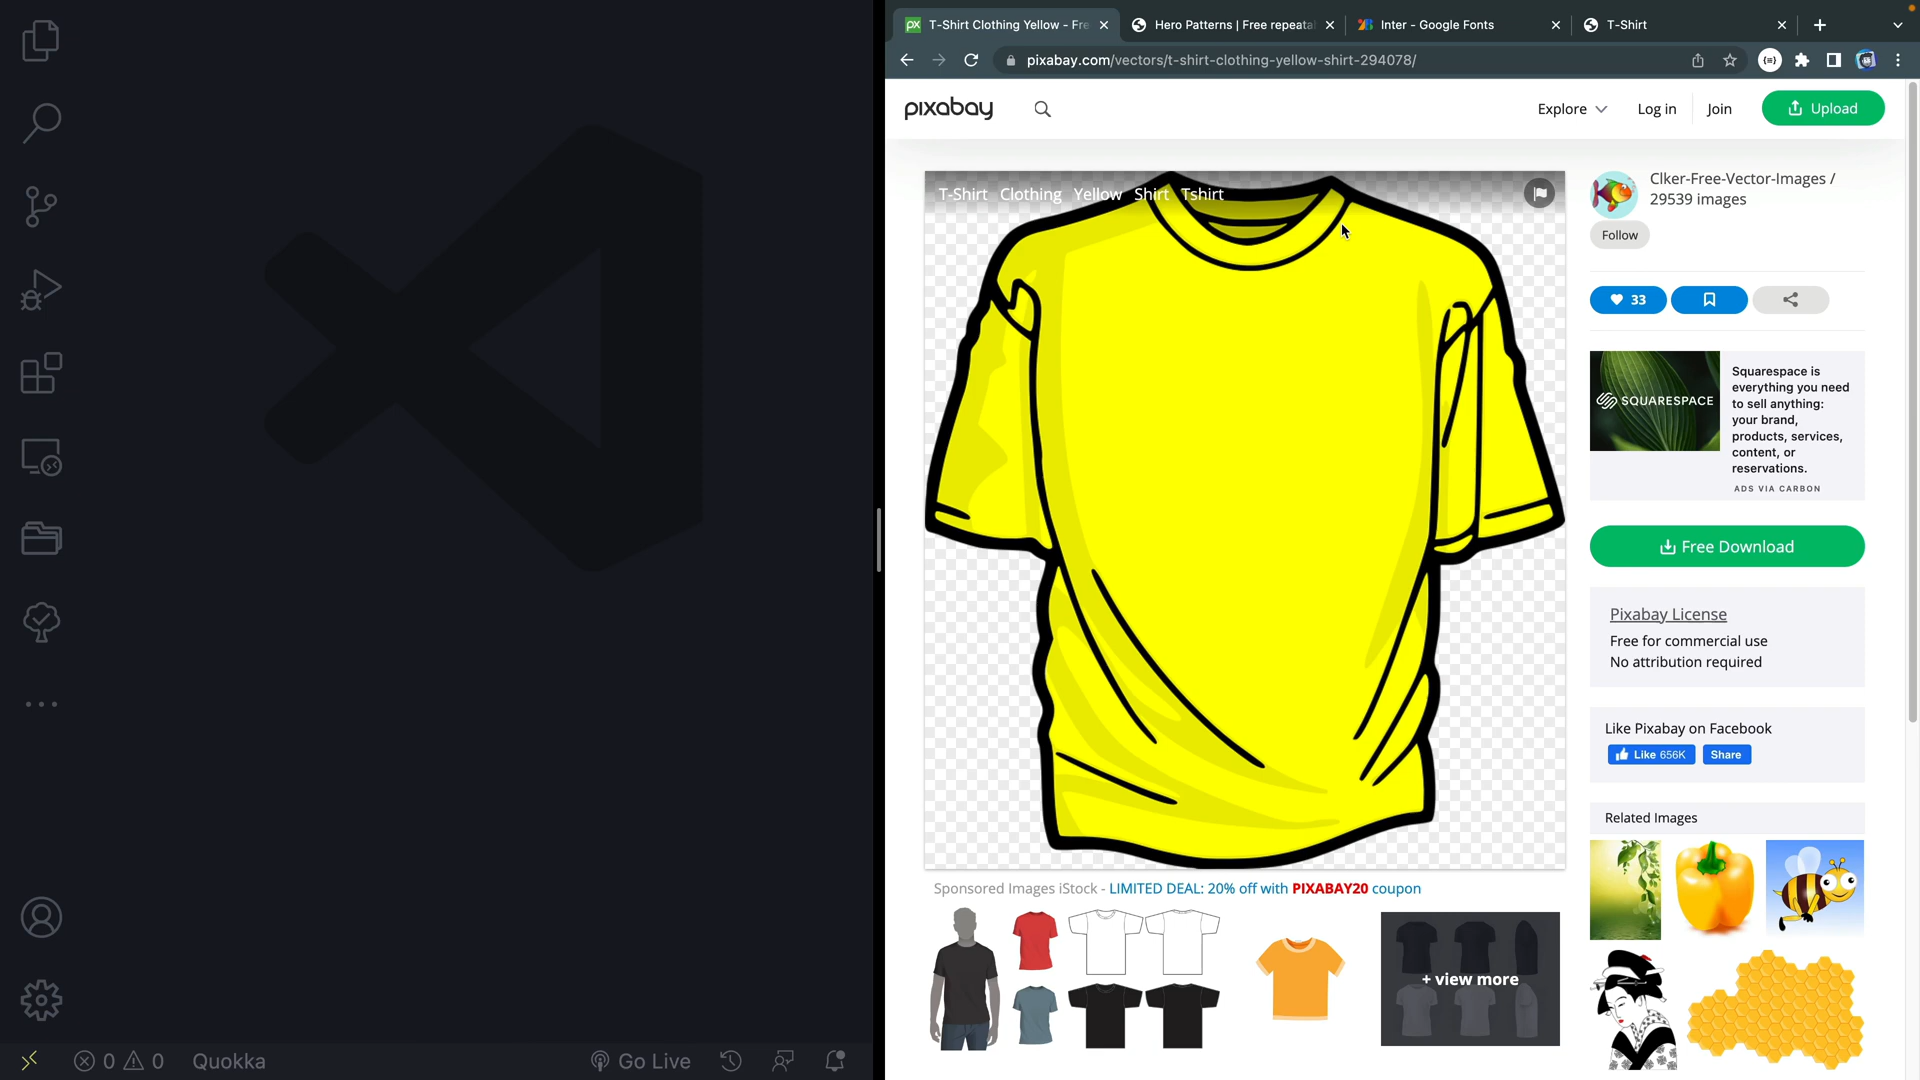 T-Shirt Clothing Yellow - Fre
Hero Patterns | Free repeata
Inter - Google Fonts
T-Shirt
pixabay.com/vectors/t-shirt-clothing-yellow-shirt-294078/
pixabay
Explore
Log in
Join
Upload
T-Shirt Clothing Yellow Shirt Tshirt
Clker-Free-Vector-Images /
29539 images
Follow
33
SQUARESPACE
Squarespace is
everything you need
to sell anything:
your brand,
products, services,
content, or
reservations.
ADS VIA CARBON
Free Download
Pixabay License
Free for commercial use
No attribution required
Like Pixabay on Facebook
Like 656K
Share
Related Images
Sponsored Images iStock - LIMITED DEAL: 20% off with PIXABAY20 coupon
+ view more
0 0 Quokka
Go Live